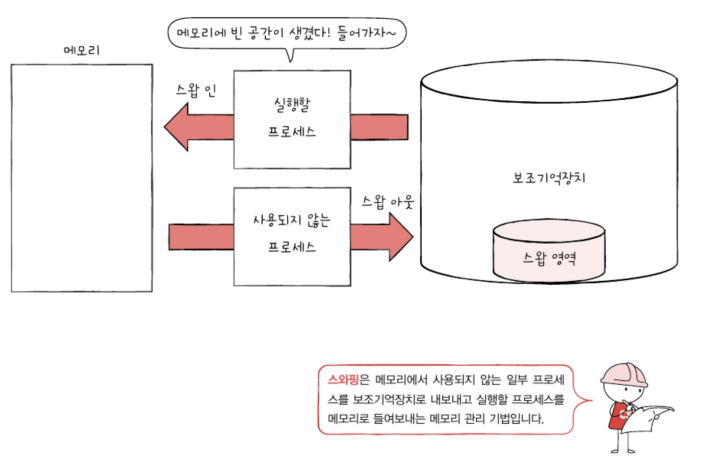 메모리에 빈 공간이 생겼다! 들어가자~
메모리
스왑 인
실행할
프로세스
보조기억장치
스왑 아웃
사용되지 않는
프로세스
스왑 영역
스와핑은 메모리에서 사용되지 않는 일부 프로세
스를 보조기억장치로 내보내고 실행할 프로세스를
메모리로 들여보내는 메모리 관리 기법입니다.